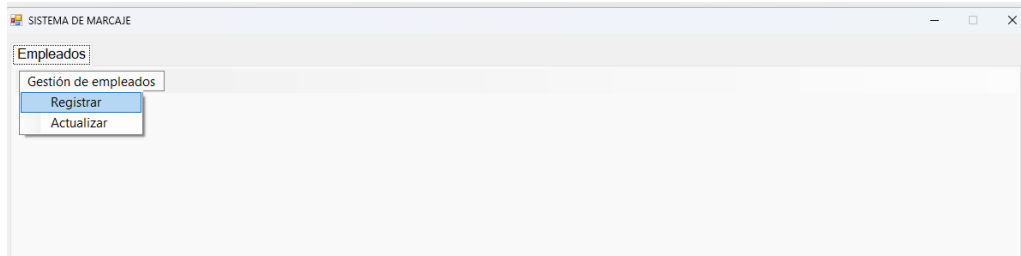 SISTEMA DE MARCAJE
Empleados
Gestión de empleados
Registrar
Actualizar